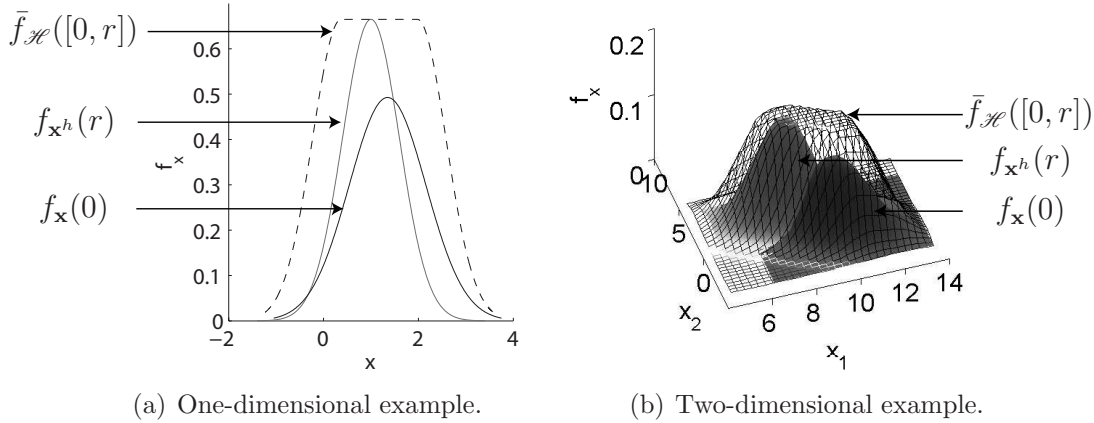 f̄_ℋ([0, r])
f_{𝐱^h}(r)
f_𝐱(0)
f_x
0.6
0.5
0.4
0.3
0.2
0.1
0
−2
0
2
4
x
(a) One-dimensional example.
0.2
0.1
0
f_x
10
5
0
x_2
6
8
10
12
14
x_1
f̄_ℋ([0, r])
f_{𝐱^h}(r)
f_𝐱(0)
(b) Two-dimensional example.